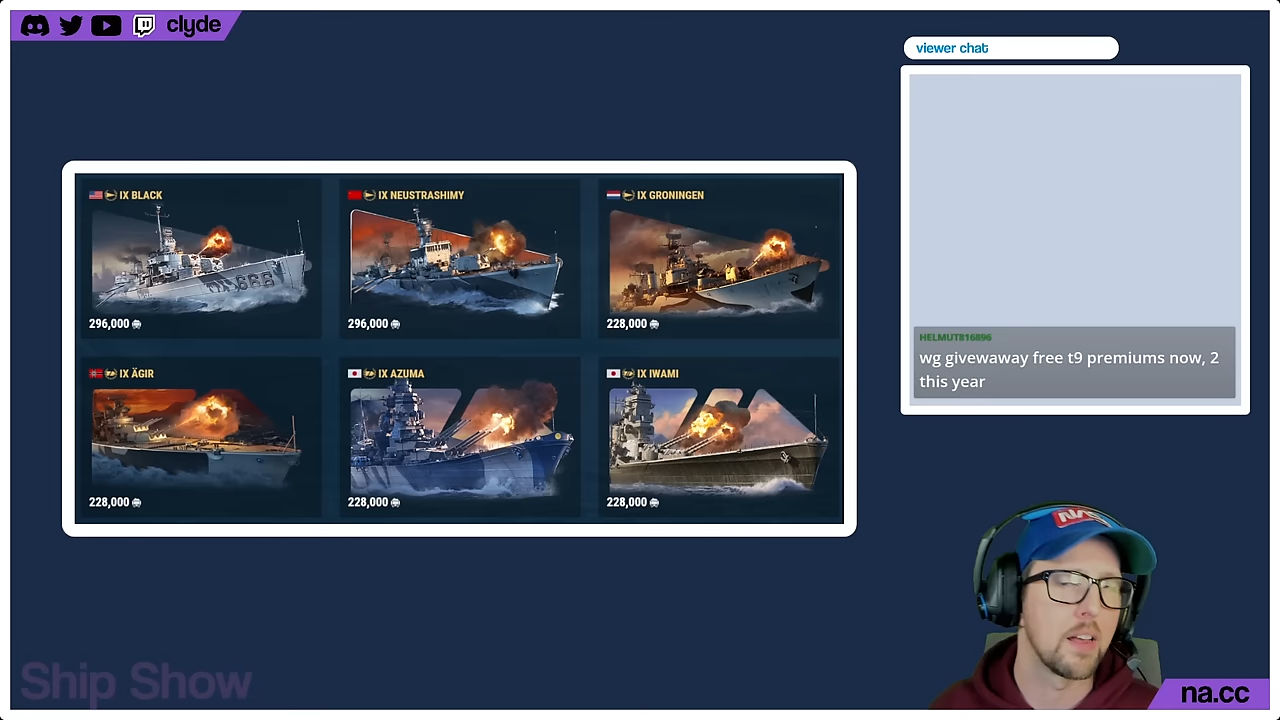 clyde
viewer chat
IX BLACK
IX NEUSTRASHIMY
IX GRONINGEN
296,000
296,000
228,000
IX ÄGIR
IX AZUMA
IX IWAMI
228,000
228,000
228,000
HELMUT816896
wg givewaway free t9 premiums now, 2
this year
Ship Show
na.cc